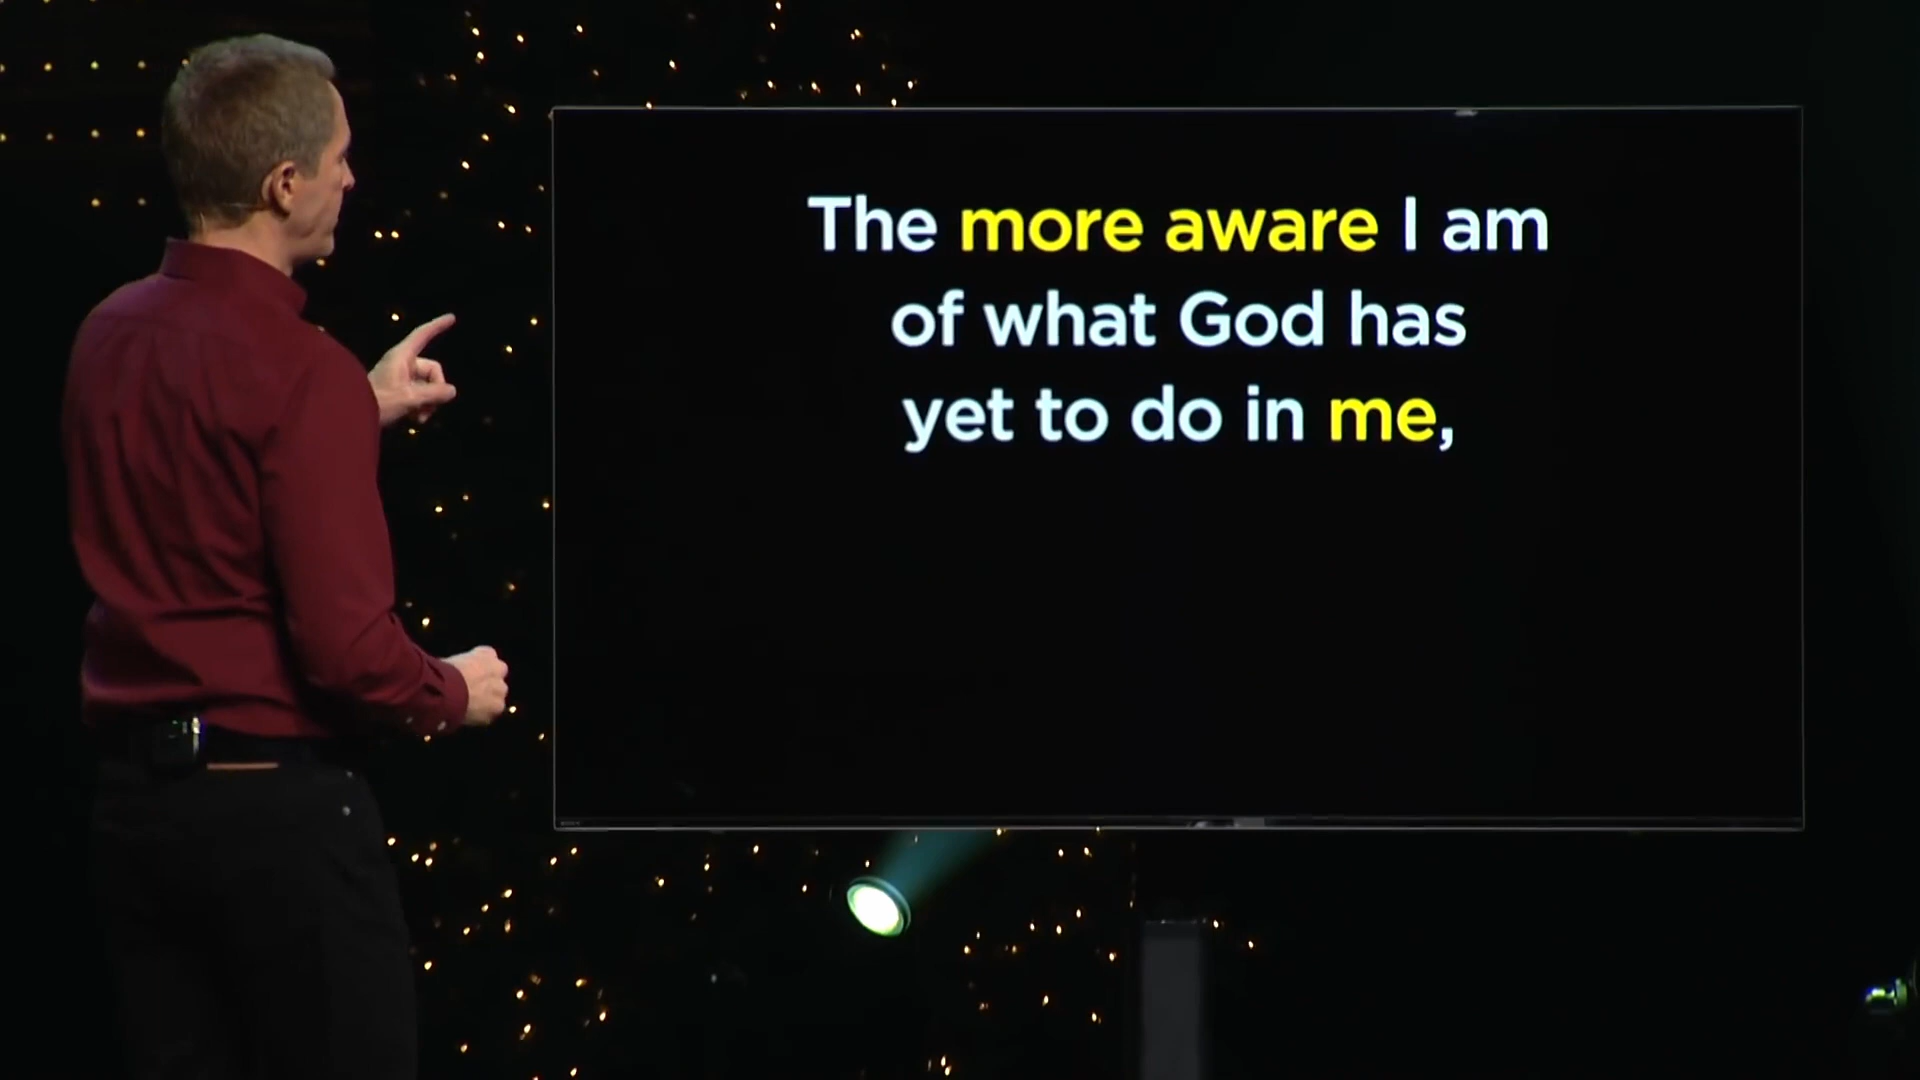 The more aware I am
of what God has
yet to do in me,